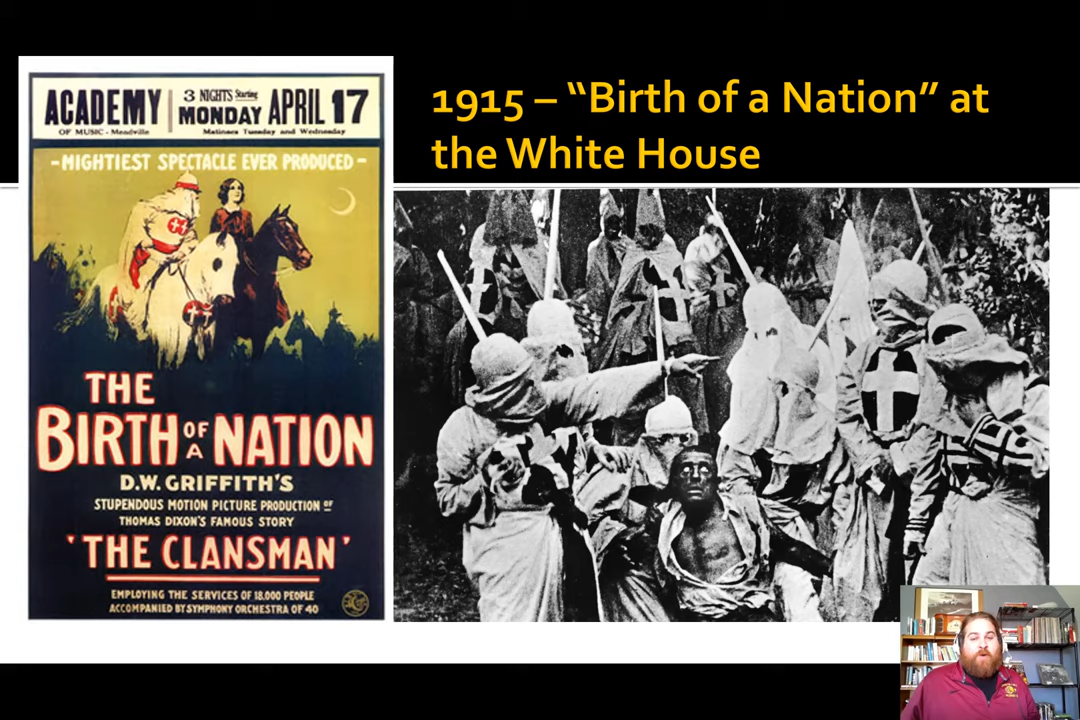 1915 – “Birth of a Nation” at
the White House
ACADEMY
OF MUSIC - Meadville
3 NIGHTS Starting
MONDAY APRIL 17
Matinees Tuesday and Wednesday
-MIGHTIEST SPECTACLE EVER PRODUCED-
THE
BIRTH OF A NATION
D.W. GRIFFITH'S
STUPENDOUS MOTION PICTURE PRODUCTION OF
THOMAS DIXON'S FAMOUS STORY
'THE CLANSMAN'
EMPLOYING THE SERVICES OF 18,000 PEOPLE
ACCOMPANIED BY SYMPHONY ORCHESTRA OF 40